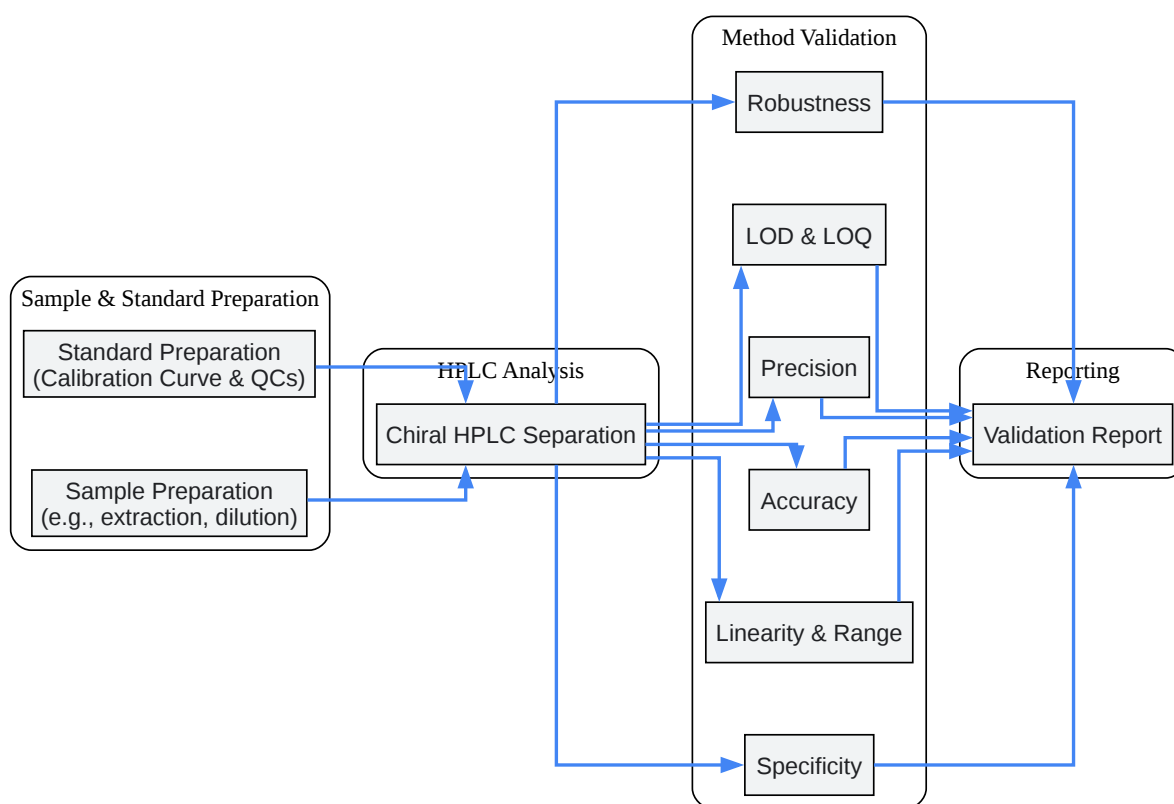 Sample & Standard Preparation
Standard Preparation
(Calibration Curve & QCs)
Sample Preparation
(e.g., extraction, dilution)
HPLC Analysis
Chiral HPLC Separation
Method Validation
Robustness
LOD & LOQ
Precision
Accuracy
Linearity & Range
Specificity
Reporting
Validation Report